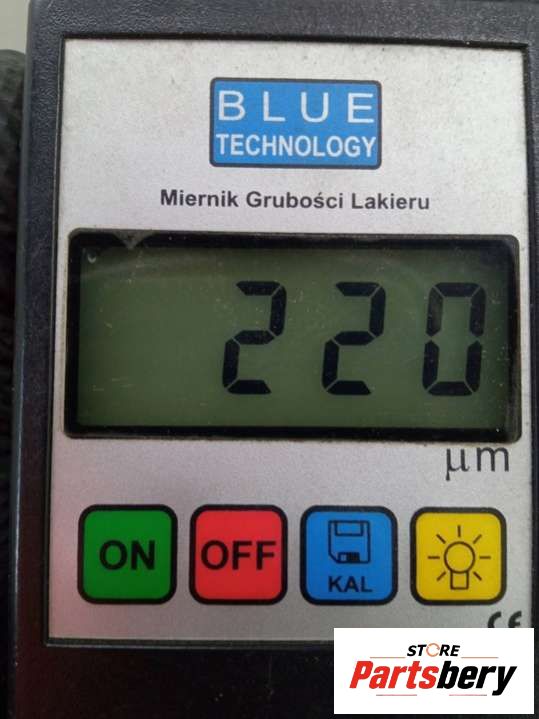 BLUE
TECHNOLOGY
Miernik Grubości Lakieru
220
μm
ON
OFF
KAL
CE
STORE
Partsbery